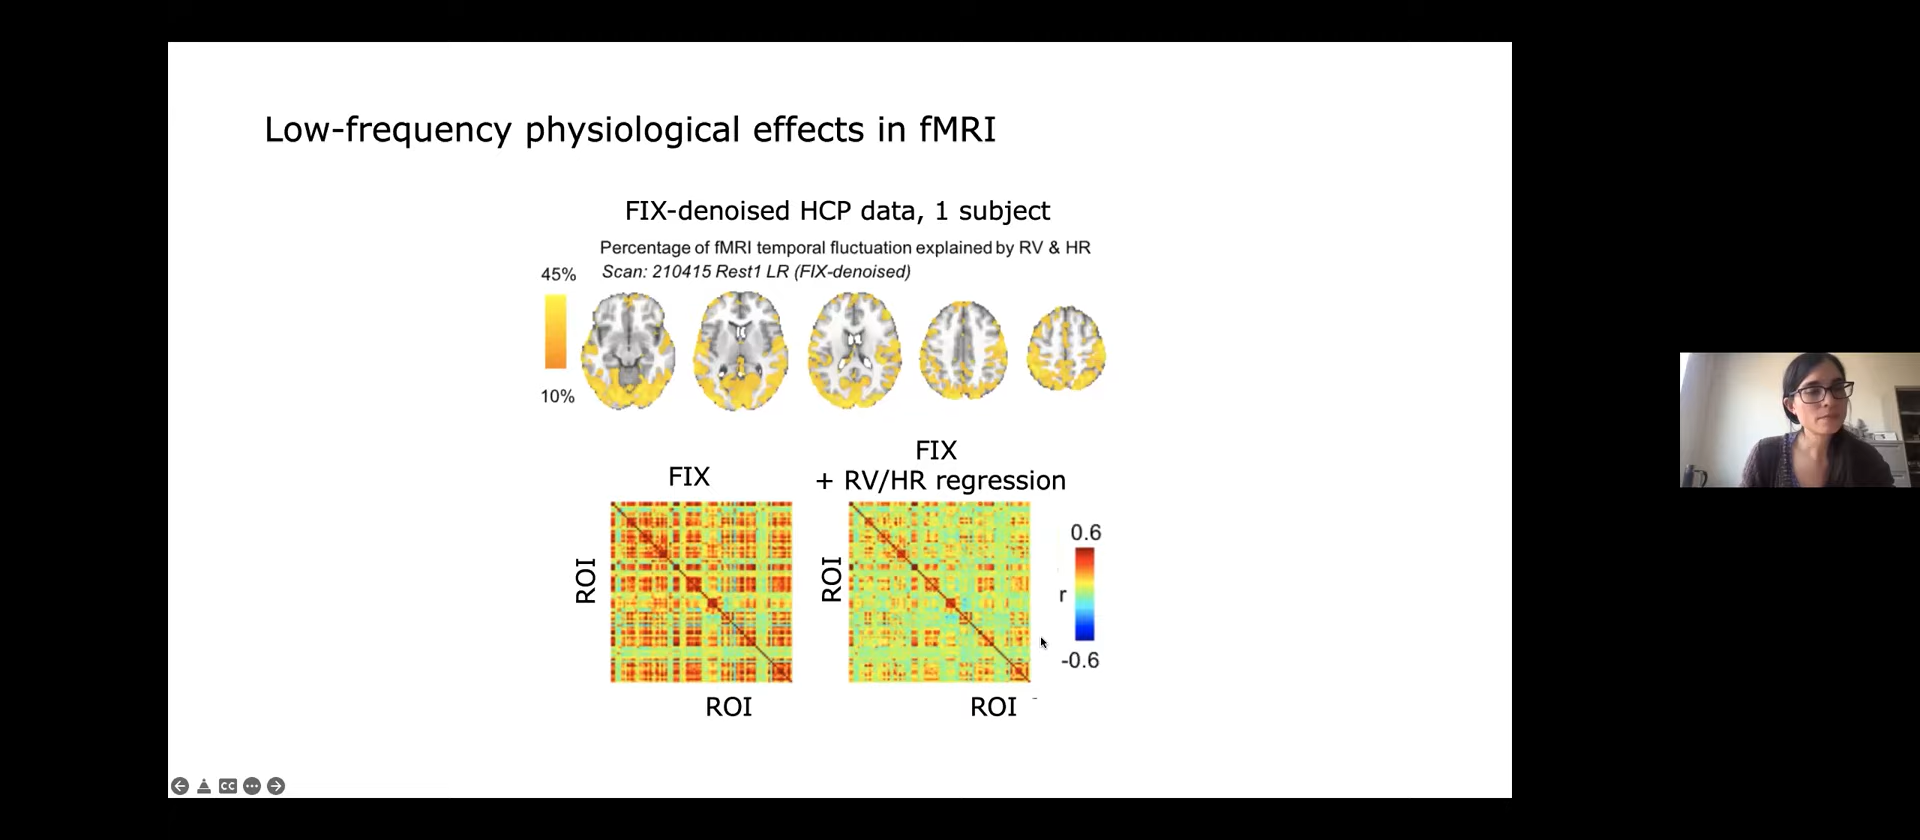 Low-frequency physiological effects in fMRI
FIX-denoised HCP data, 1 subject
Percentage of fMRI temporal fluctuation explained by RV & HR
Scan: 210415 Rest1 LR (FIX-denoised)
45%
10%
FIX
FIX
+ RV/HR regression
ROI
ROI
0.6
r
-0.6
ROI
ROI
CC